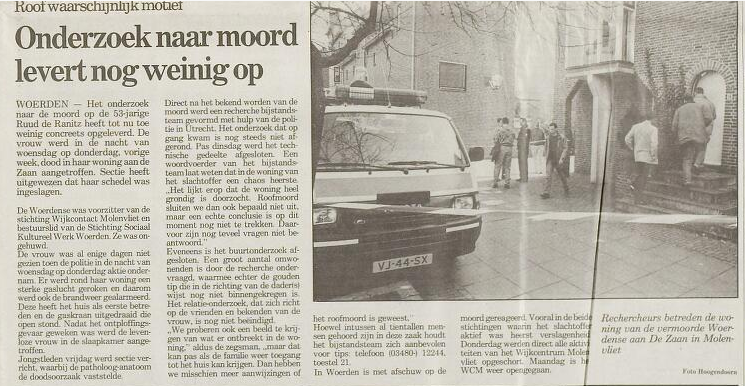 Roof waarschijnlijk motief
Onderzoek naar moord
levert nog weinig op
WOERDEN — Het onderzoek
naar de moord op de 53-jarige
Ruud de Ranitz heeft tot nu toe
weinig concreets opgeleverd. De
vrouw werd in de nacht van
woensdag op donderdag, vorige
week, dood in haar woning aan de
Zaan aangetroffen. Sectie heeft
uitgewezen dat haar schedel was
ingeslagen.
De Woerdense was voorzitter van de
stichting Wijkcontact Molenvliet en
bestuurslid van de Stichting Sociaal
Kultureel Werk Woerden. Ze was on-
gehuwd.
De vrouw was al enige dagen niet
gezien toen de politie in de nacht van
woensdag op donderdag aktie onder-
nam. Er werd rond haar woning een
sterke gaslucht geroken en daarom
werd ook de brandweer gealarmeerd.
Deze heeft het huis als eerste betre-
den en de gaskraan uitgedraaid die
open stond. Nadat het ontploffings-
gevaar geweken was werd de leven-
loze vrouw in de slaapkamer aange-
troffen.
Jongstleden vrijdag werd sectie ver-
richt, waarbij de patholoog-anatoom
de doodsoorzaak vaststelde.
Direct na het bekend worden van de
moord werd een recherche bijstands-
team gevormd met hulp van de poli-
tie in Utrecht. Het onderzoek dat op
gang kwam is nog steeds niet af-
gerond. Pas dinsdag werd het tech-
nische gedeelte afgesloten. Een
woordvoerder van het bijstands-
team laat weten dat in de woning van
het slachtoffer een chaos heerste.
„Het lijkt erop dat de woning heel
grondig is doorzocht. Roofmoord
sluiten we dan ook bepaald niet uit,
maar een echte conclusie is op dit
moment nog niet te trekken. Daar-
voor zijn nog teveel vragen niet be-
antwoord."
Eveneens is het buurtonderzoek af-
gesloten. Een groot aantal omwo-
nenden is door de recherche onder-
vraagd, waarmee echter de gouden
tip die in de richting van de dader(s)
wijst nog niet binnengekregen is.
Het relatie-onderzoek, dat zich richt
op de vrienden en bekenden van de
vrouw, is nog niet beëindigd.
„We proberen ook een beeld te krij-
gen van wat er ontbreekt in de wo-
ning," aldus de zegsman, „maar dat
kan pas als de familie weer toegang
tot het huis kan krijgen. Dan hebben
we misschien meer aanwijzingen of
het roofmoord is geweest."
Hoewel intussen al tientallen men-
sen gehoord zijn in deze zaak houdt
het bijstandsteam zich aanbevolen
voor tips: telefoon (03480-) 12244,
toestel 21.
In Woerden is met afschuw op de
moord gereageerd. Vooral in de beide
stichtingen waarin het slachtoffer
aktief was heerst verslagenheid.
Donderdag werden direct alle aktivi-
teiten van het Wijkcentrum Molen
vliet opgeschort. Maandag is het
WCM weer opengegaan.
VJ-44-SX
Rechercheurs betreden de wo-
ning van de vermoorde Woer-
dense aan De Zaan in Molen-
vliet
Foto Hoogendoorn